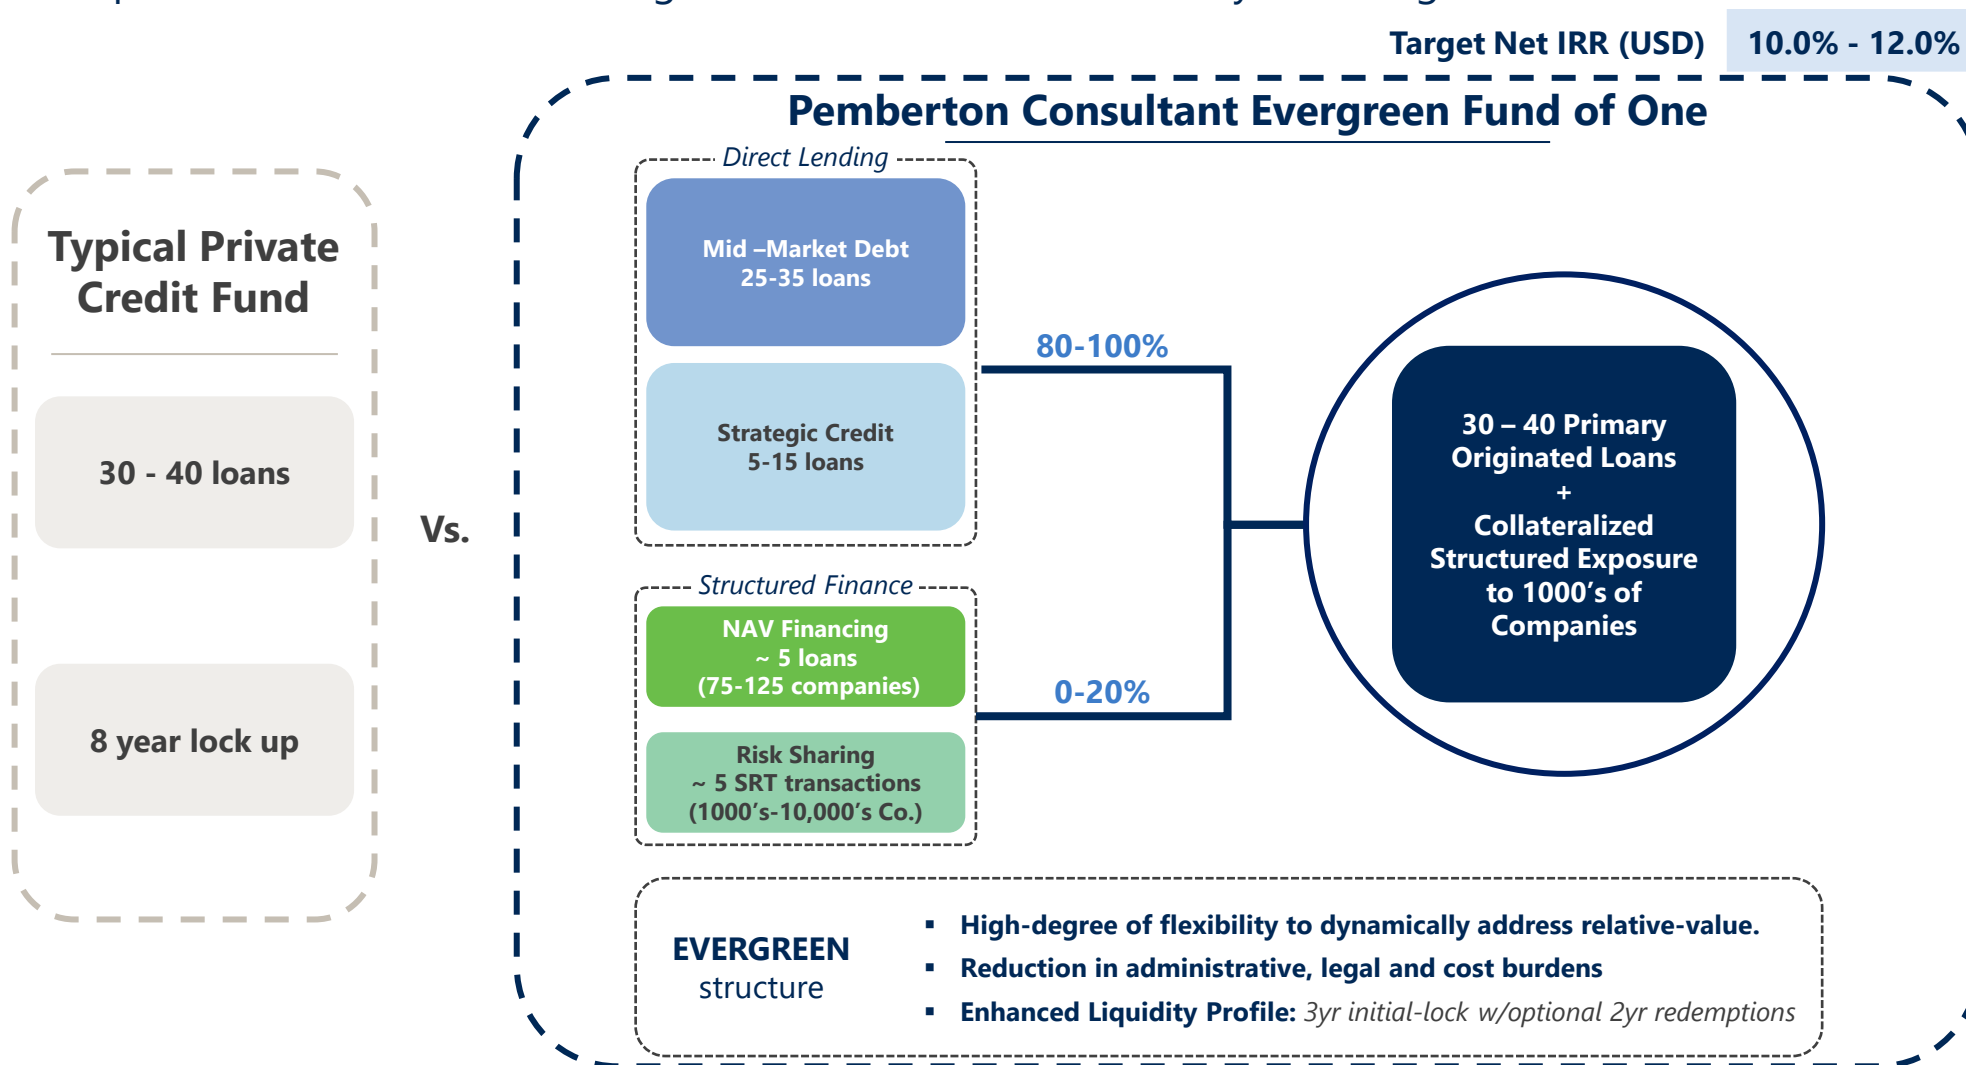 Target Net IRR (USD) 10.0% - 12.0%
Pemberton Consultant Evergreen Fund of One
Typical Private
Credit Fund
30 - 40 loans
8 year lock up
Vs.
Direct Lending
Mid –Market Debt
25-35 loans
Strategic Credit
5-15 loans
80-100%
Structured Finance
NAV Financing
~ 5 loans
(75-125 companies)
Risk Sharing
~ 5 SRT transactions
(1000’s-10,000’s Co.)
0-20%
30 – 40 Primary
Originated Loans
+
Collateralized
Structured Exposure
to 1000’s of
Companies
EVERGREEN
structure
▪ High-degree of flexibility to dynamically address relative-value.
▪ Reduction in administrative, legal and cost burdens
▪ Enhanced Liquidity Profile: 3yr initial-lock w/optional 2yr redemptions